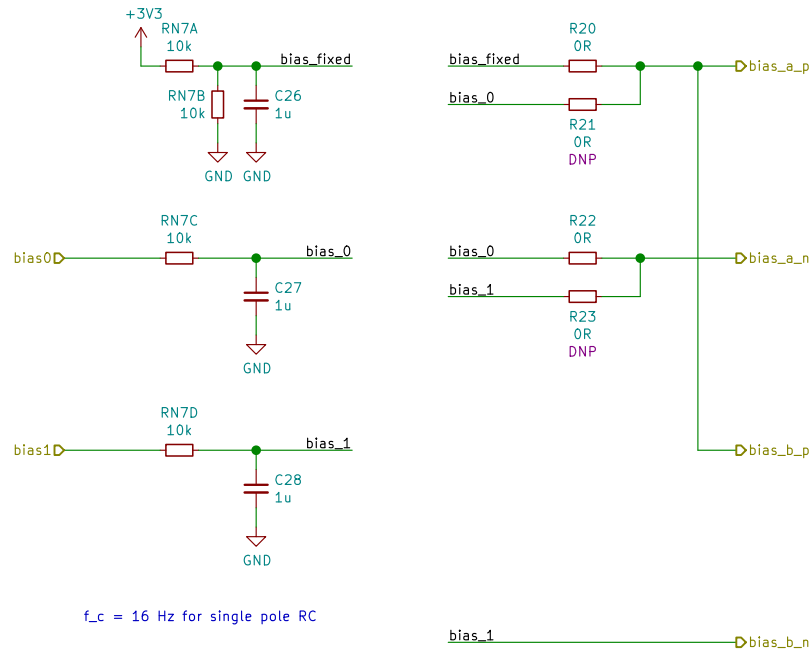 +3V3
RN7A
10k
bias_fixed
RN7B
10k
C26
1u
GND
GND
R20
0R
bias_fixed
bias_a_p
bias_0
R21
0R
DNP
RN7C
10k
bias0
bias_0
C27
1u
GND
R22
0R
bias_0
bias_a_n
bias_1
R23
0R
DNP
RN7D
10k
bias1
bias_1
C28
1u
GND
bias_b_p
f_c = 16 Hz for single pole RC
bias_1
bias_b_n